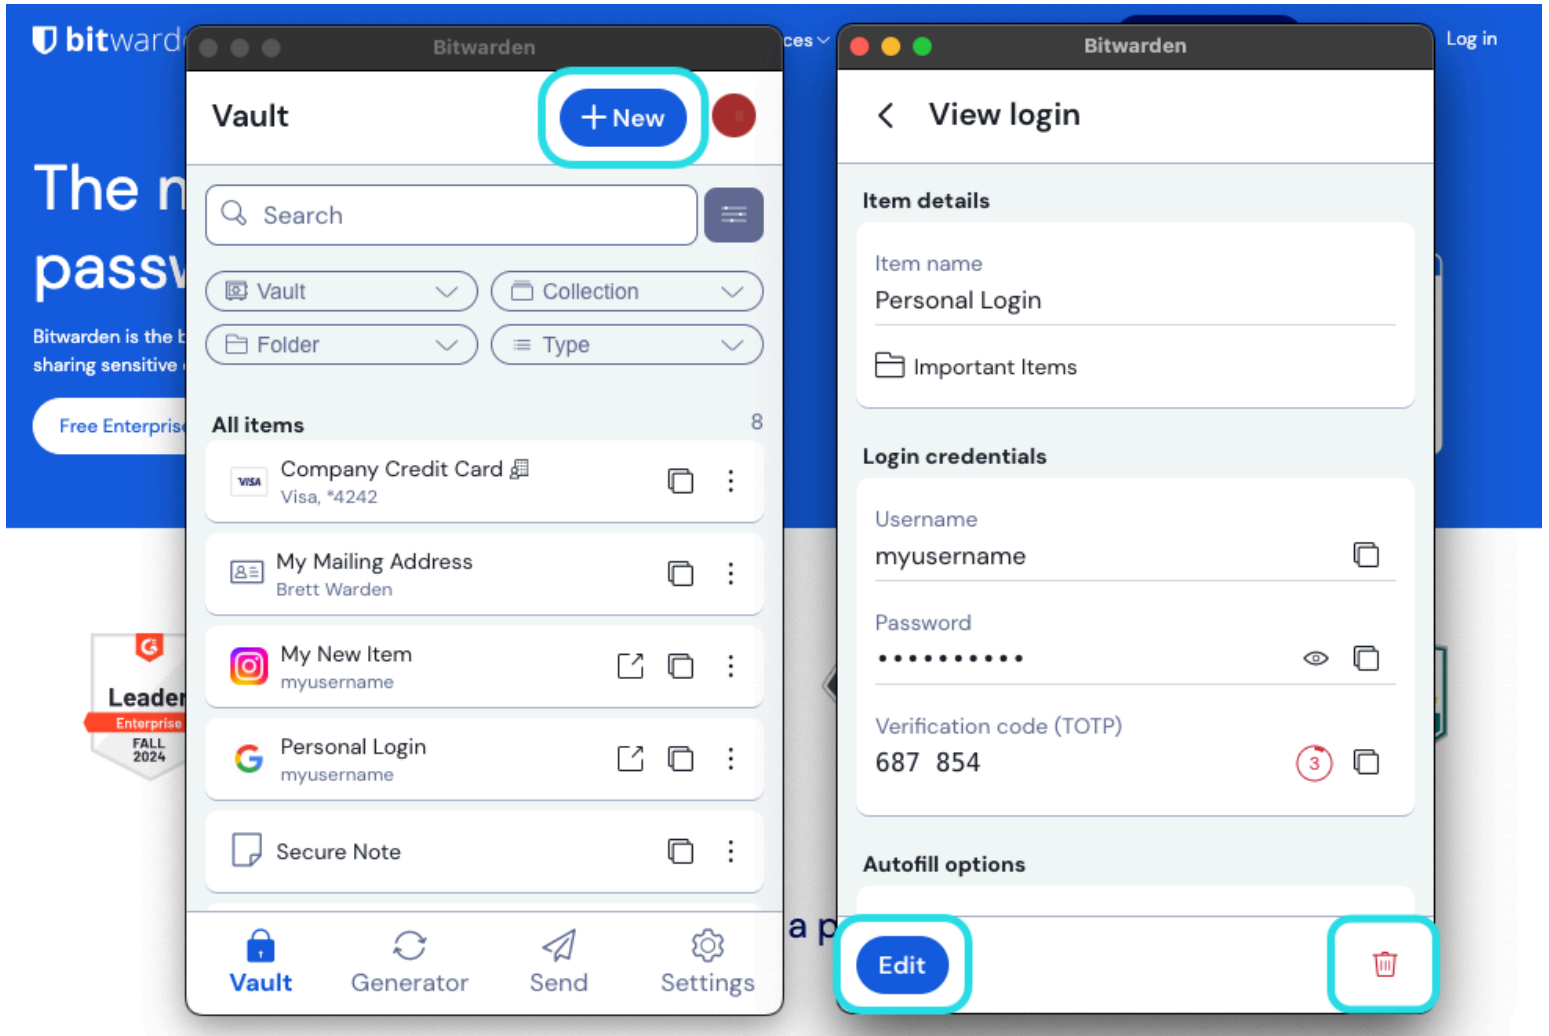 bitward
ces
Log in
The n
passw
Bitwarden is the b
sharing sensitive
Free Enterprise
Leader
Enterprise
FALL
2024
a p
Bitwarden
Vault
New
Search
Vault
Collection
Folder
Type
All items
8
VISA
Company Credit Card
Visa, *4242
My Mailing Address
Brett Warden
My New Item
myusername
Personal Login
myusername
Secure Note
Vault
Generator
Send
Settings
Bitwarden
View login
Item details
Item name
Personal Login
Important Items
Login credentials
Username
myusername
Password
••••••••••
Verification code (TOTP)
687 854
3
Autofill options
Edit